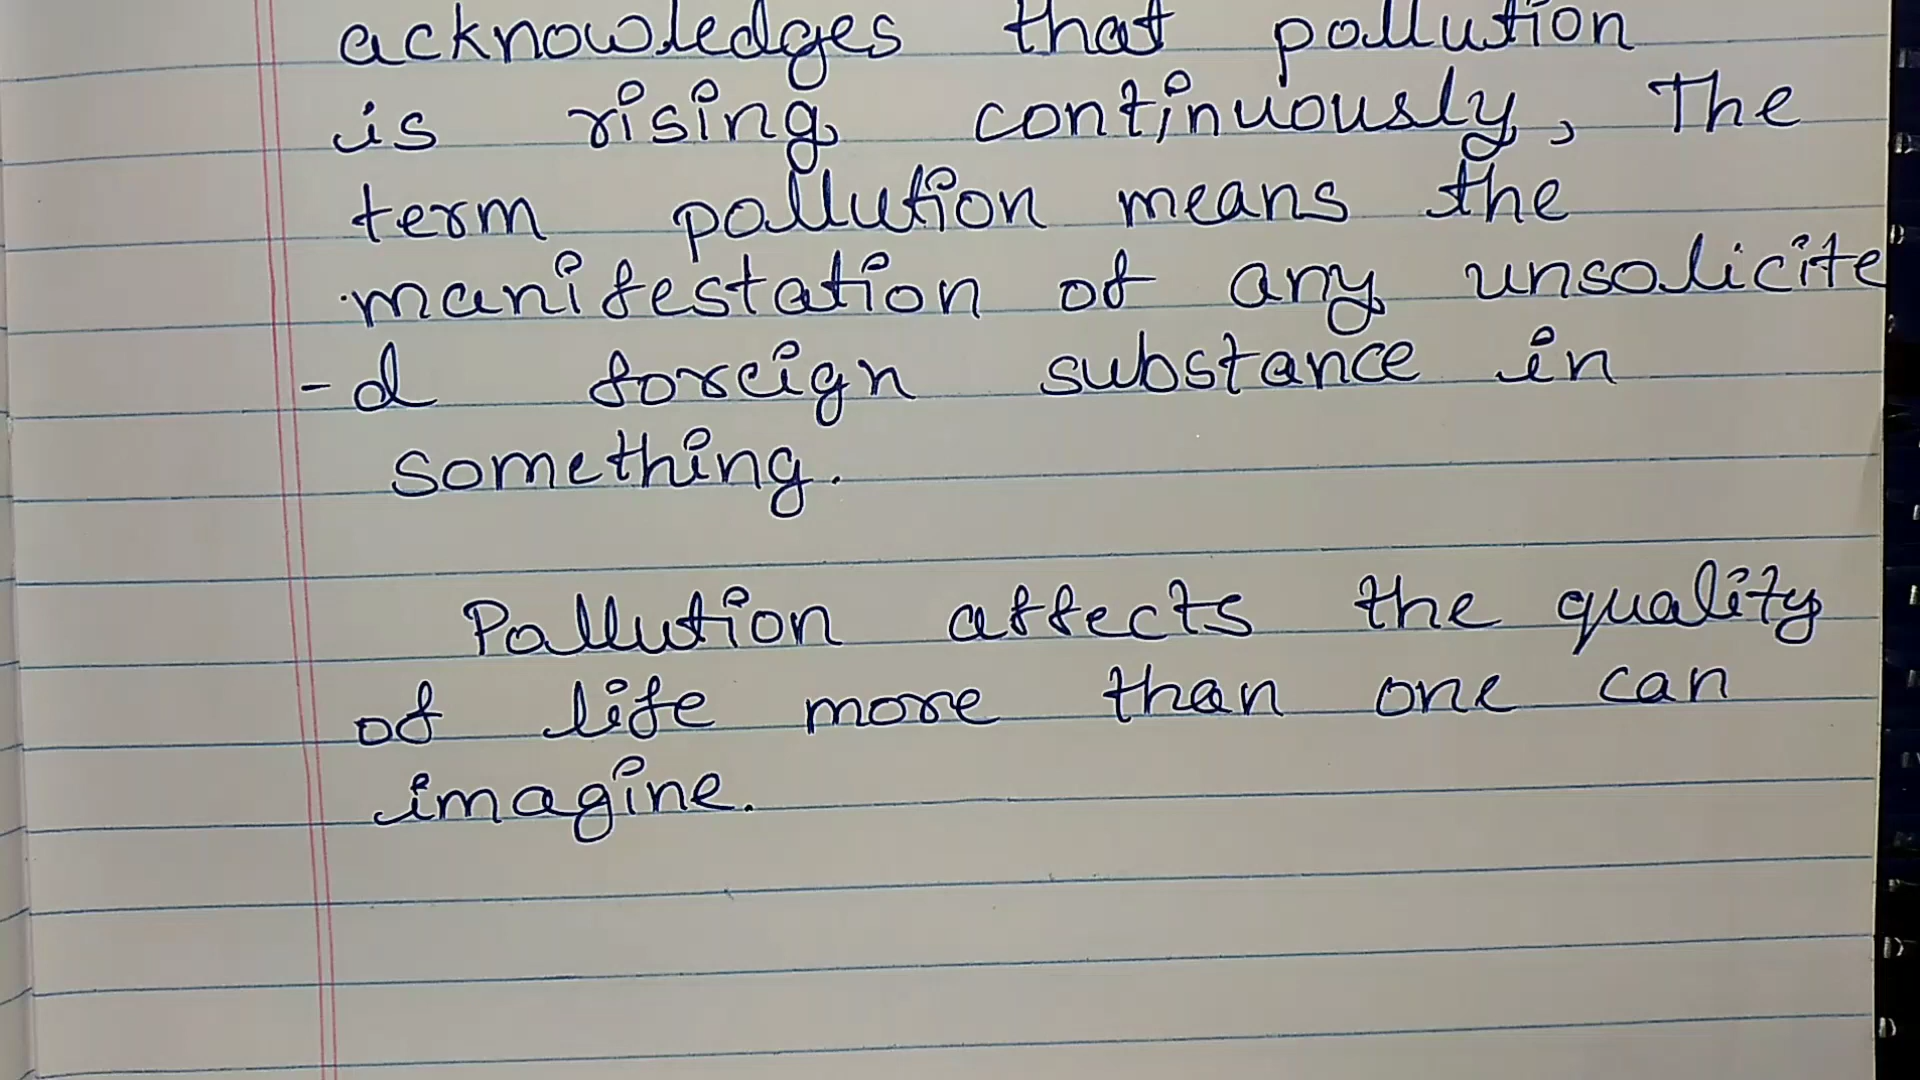 acknowledges that pollution
is rising continuously, The
term pollution means the
manifestation of any unsolicite
-d foreign substance in
something.
Pollution affects the quality
of life more than one can
imagine.